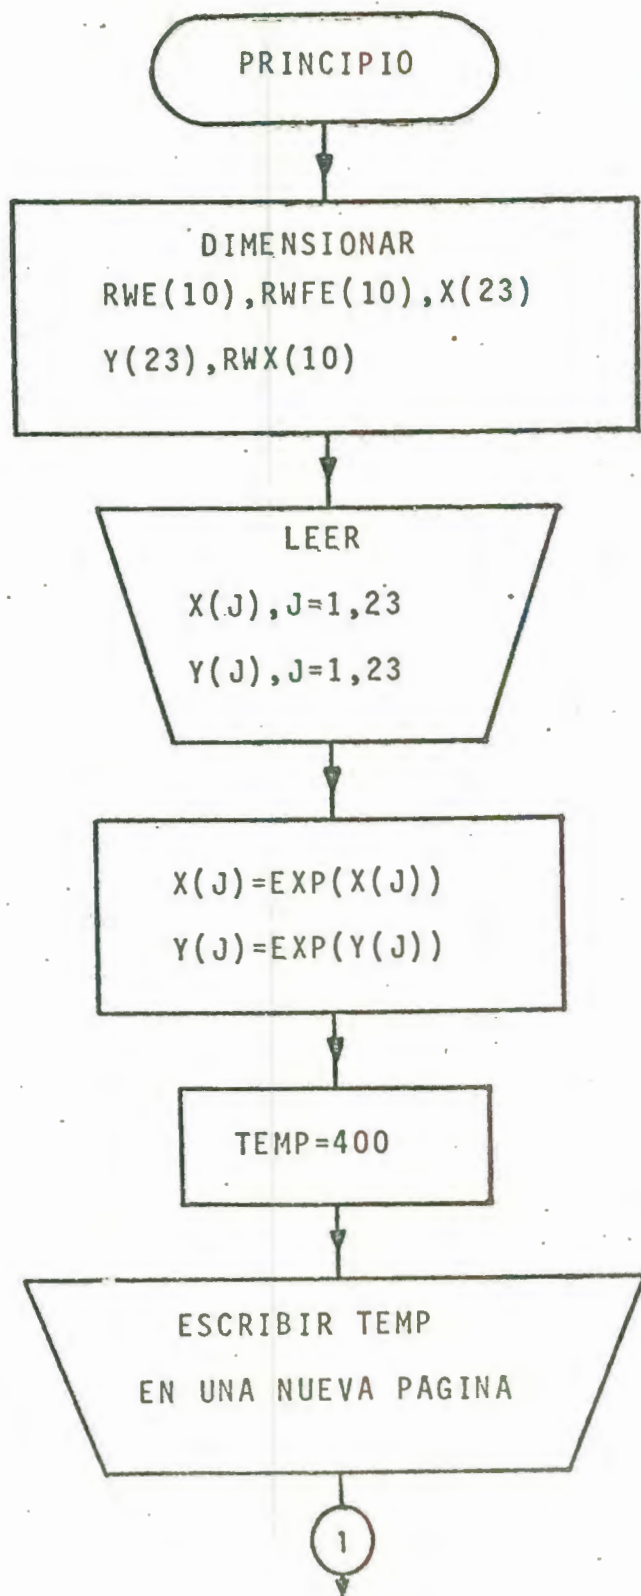 PRINCIPIO
DIMENSIONAR
RWE(10),RWFE(10),X(23)
Y(23),RWX(10)
LEER
X(J),J=1,23
Y(J),J=1,23
X(J)=EXP(X(J))
Y(J)=EXP(Y(J))
TEMP=400
ESCRIBIR TEMP
EN UNA NUEVA PAGINA
1